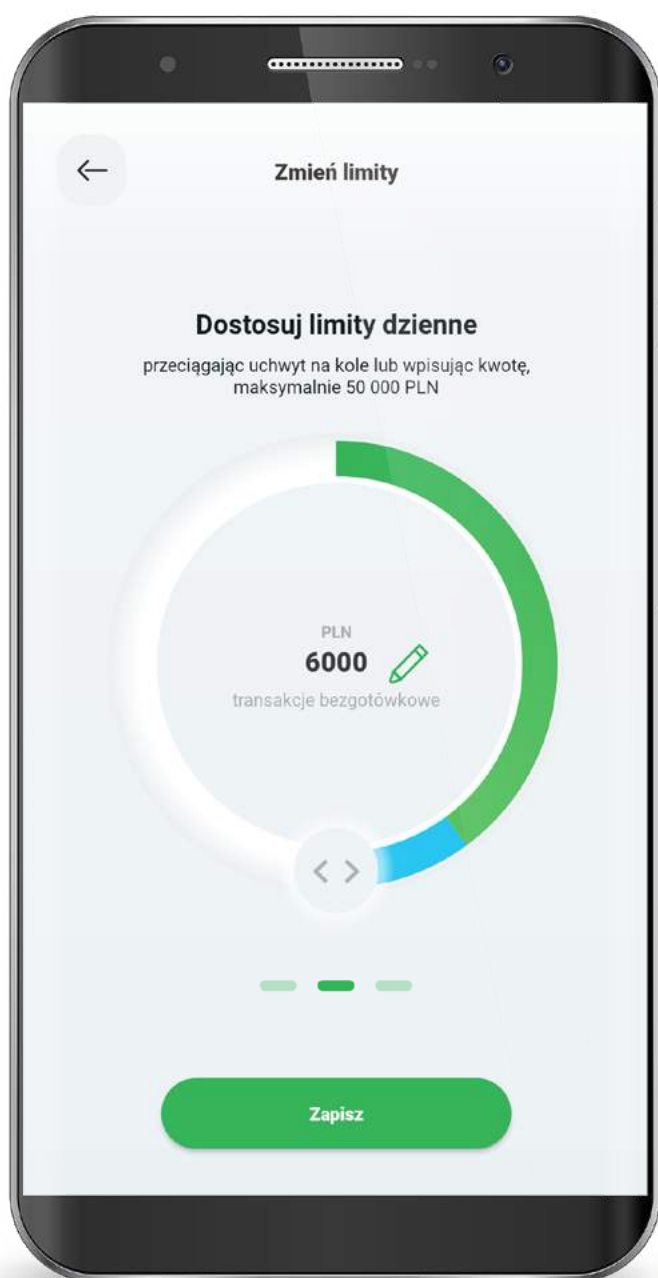 Zmień limity
Dostosuj limity dzienne
przeciągając uchwyt na kole lub wpisując kwotę,
maksymalnie 50 000 PLN
PLN
6000
transakcje bezgotówkowe
Zapisz